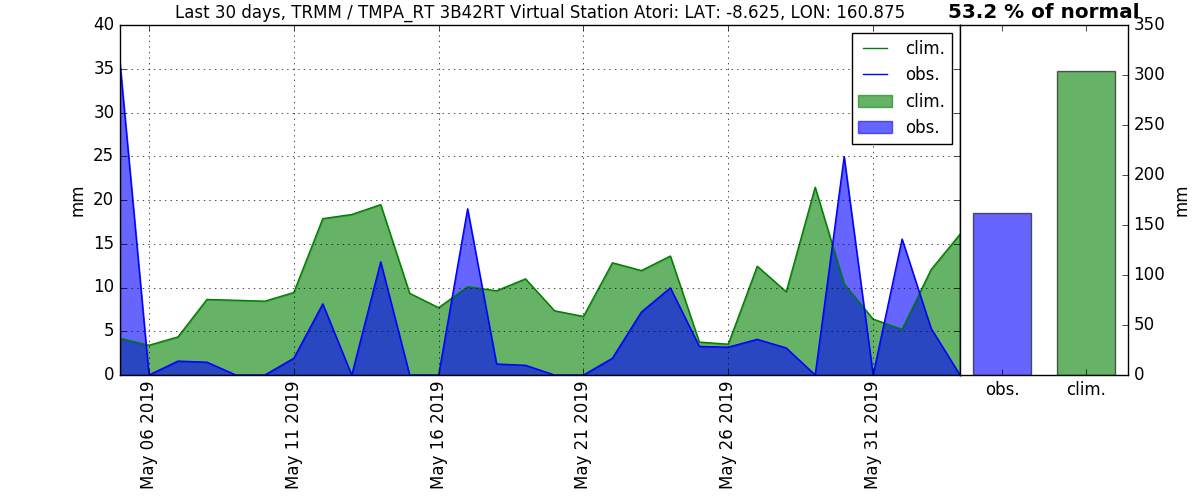 Last 30 days, TRMM / TMPA_RT 3B42RT Virtual Station Atori: LAT: -8.625, LON: 160.875
53.2 % of normal
40
35
30
25
20
15
10
5
0
mm
clim.
obs.
clim.
obs.
May 06 2019
May 11 2019
May 16 2019
May 21 2019
May 26 2019
May 31 2019
350
300
250
200
150
100
50
0
mm
obs.
clim.